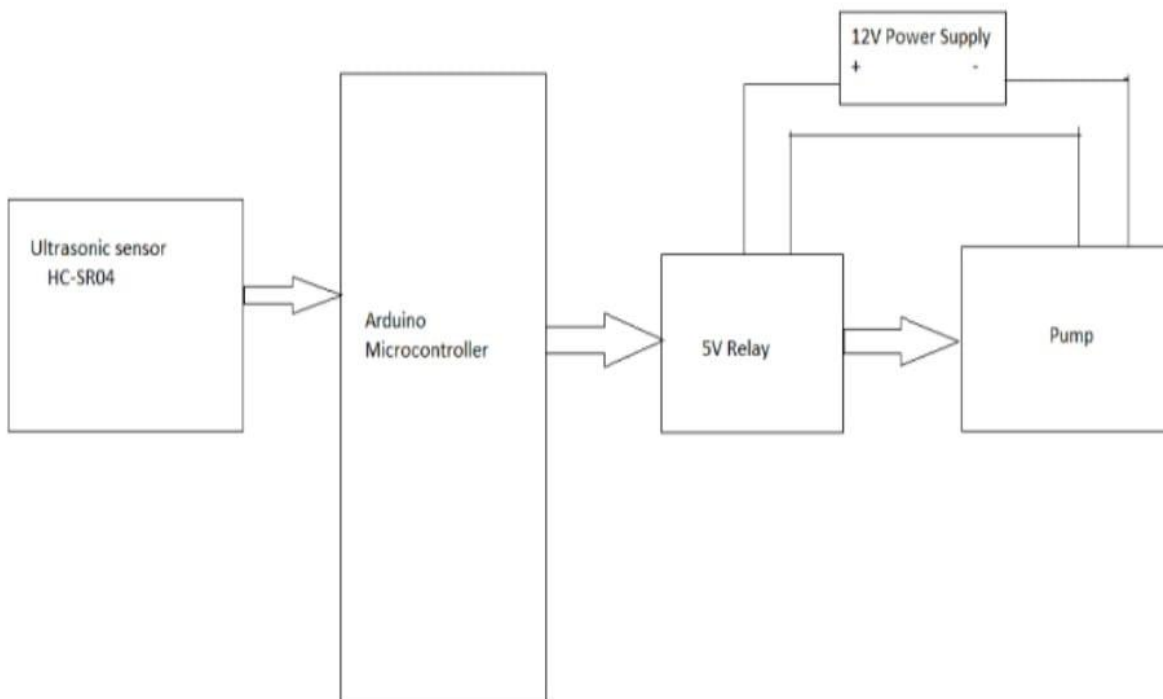 12V Power Supply
+ -
Ultrasonic sensor
HC-SR04
Arduino
Microcontroller
5V Relay
Pump